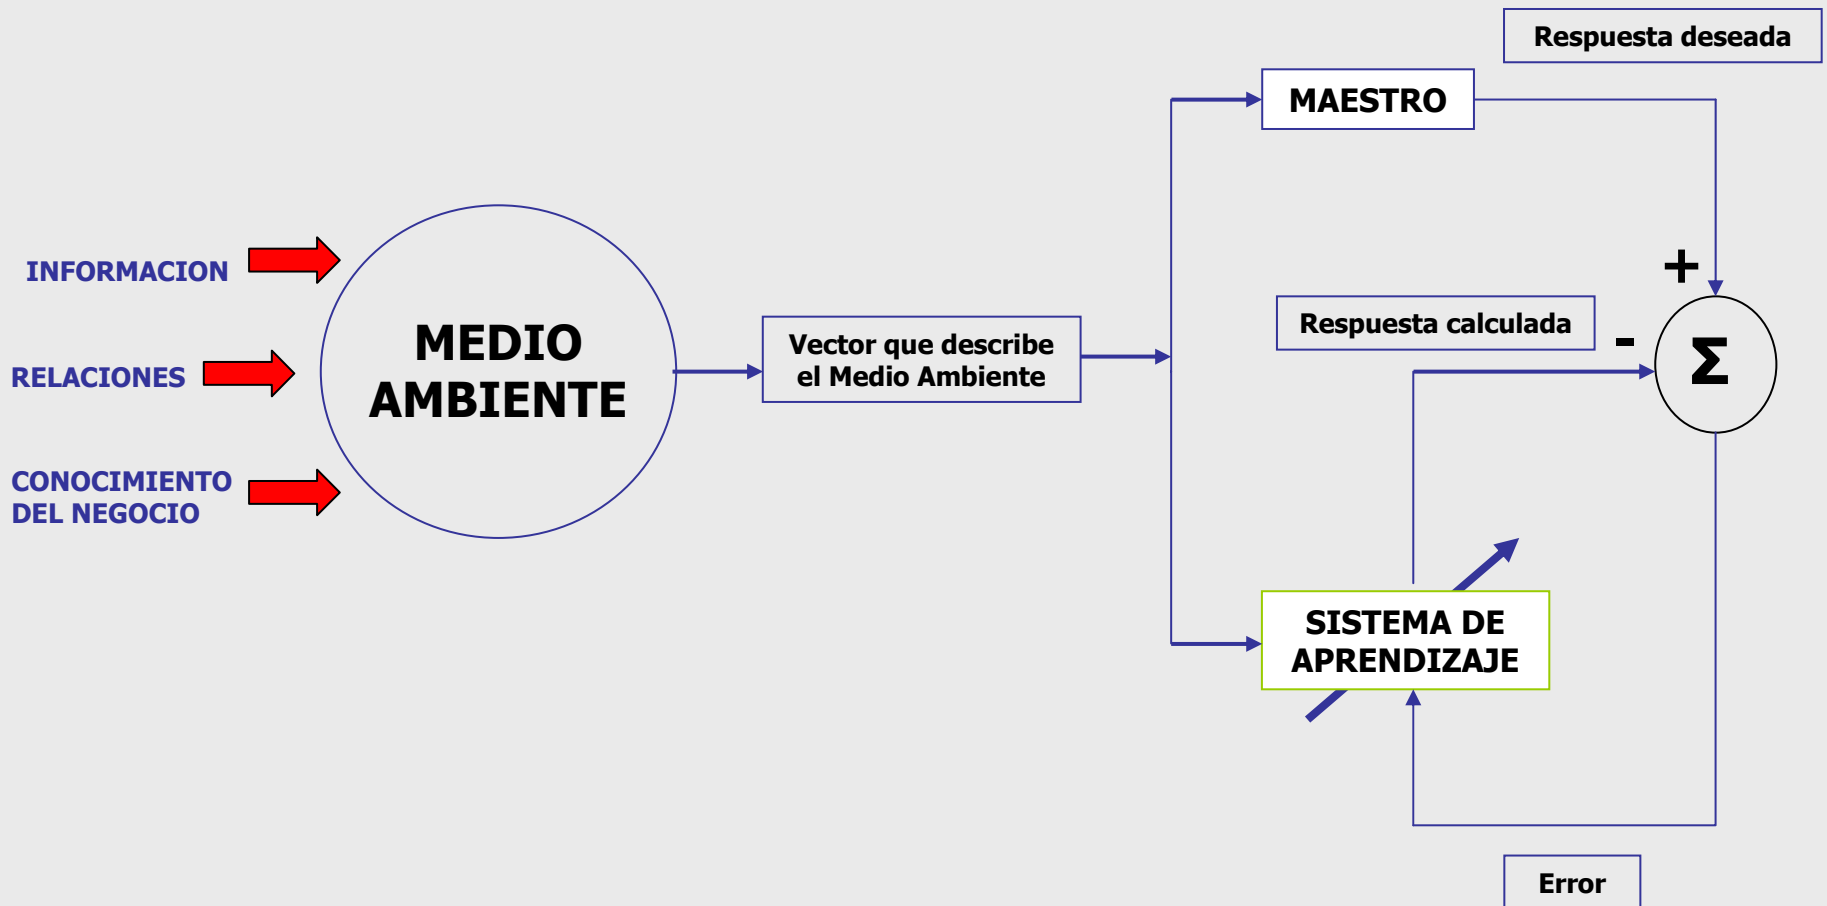 Respuesta deseada
MAESTRO
INFORMACION
RELACIONES
CONOCIMIENTO
DEL NEGOCIO
MEDIO
AMBIENTE
Vector que describe
el Medio Ambiente
Respuesta calculada
+
-
Σ
SISTEMA DE
APRENDIZAJE
Error